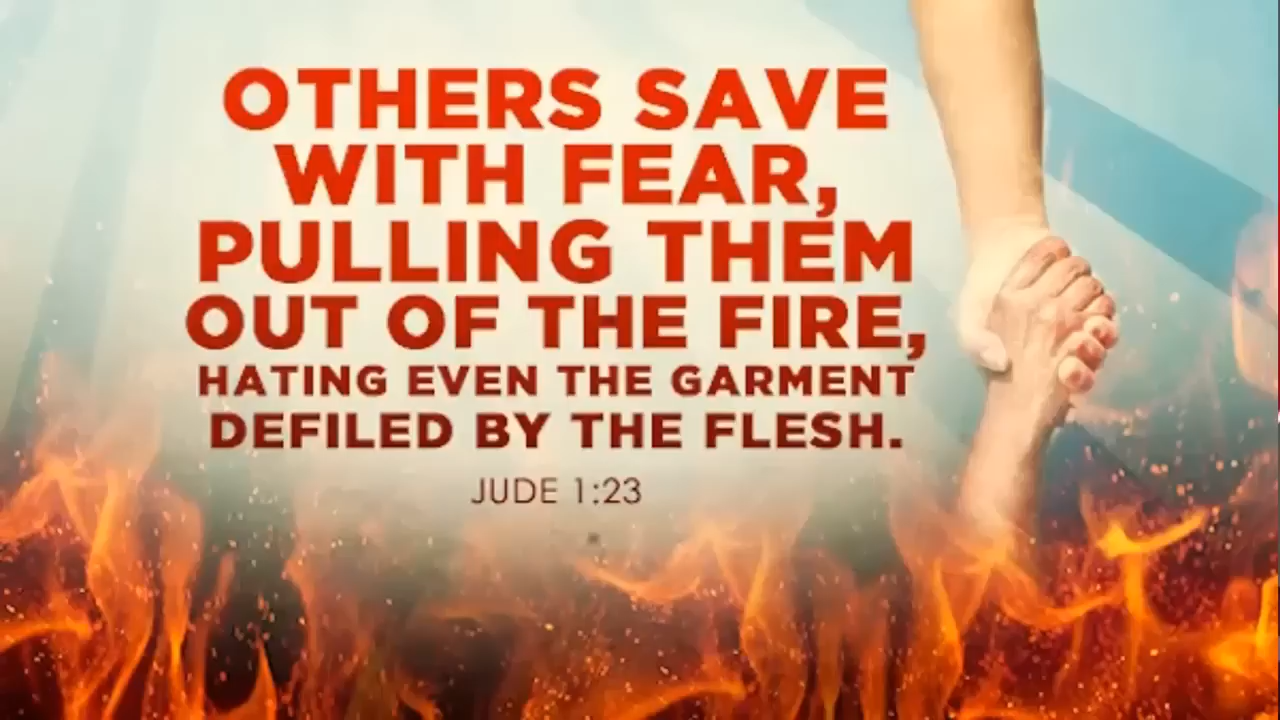 OTHERS SAVE
WITH FEAR,
PULLING THEM
OUT OF THE FIRE,
HATING EVEN THE GARMENT
DEFILED BY THE FLESH.
JUDE 1:23